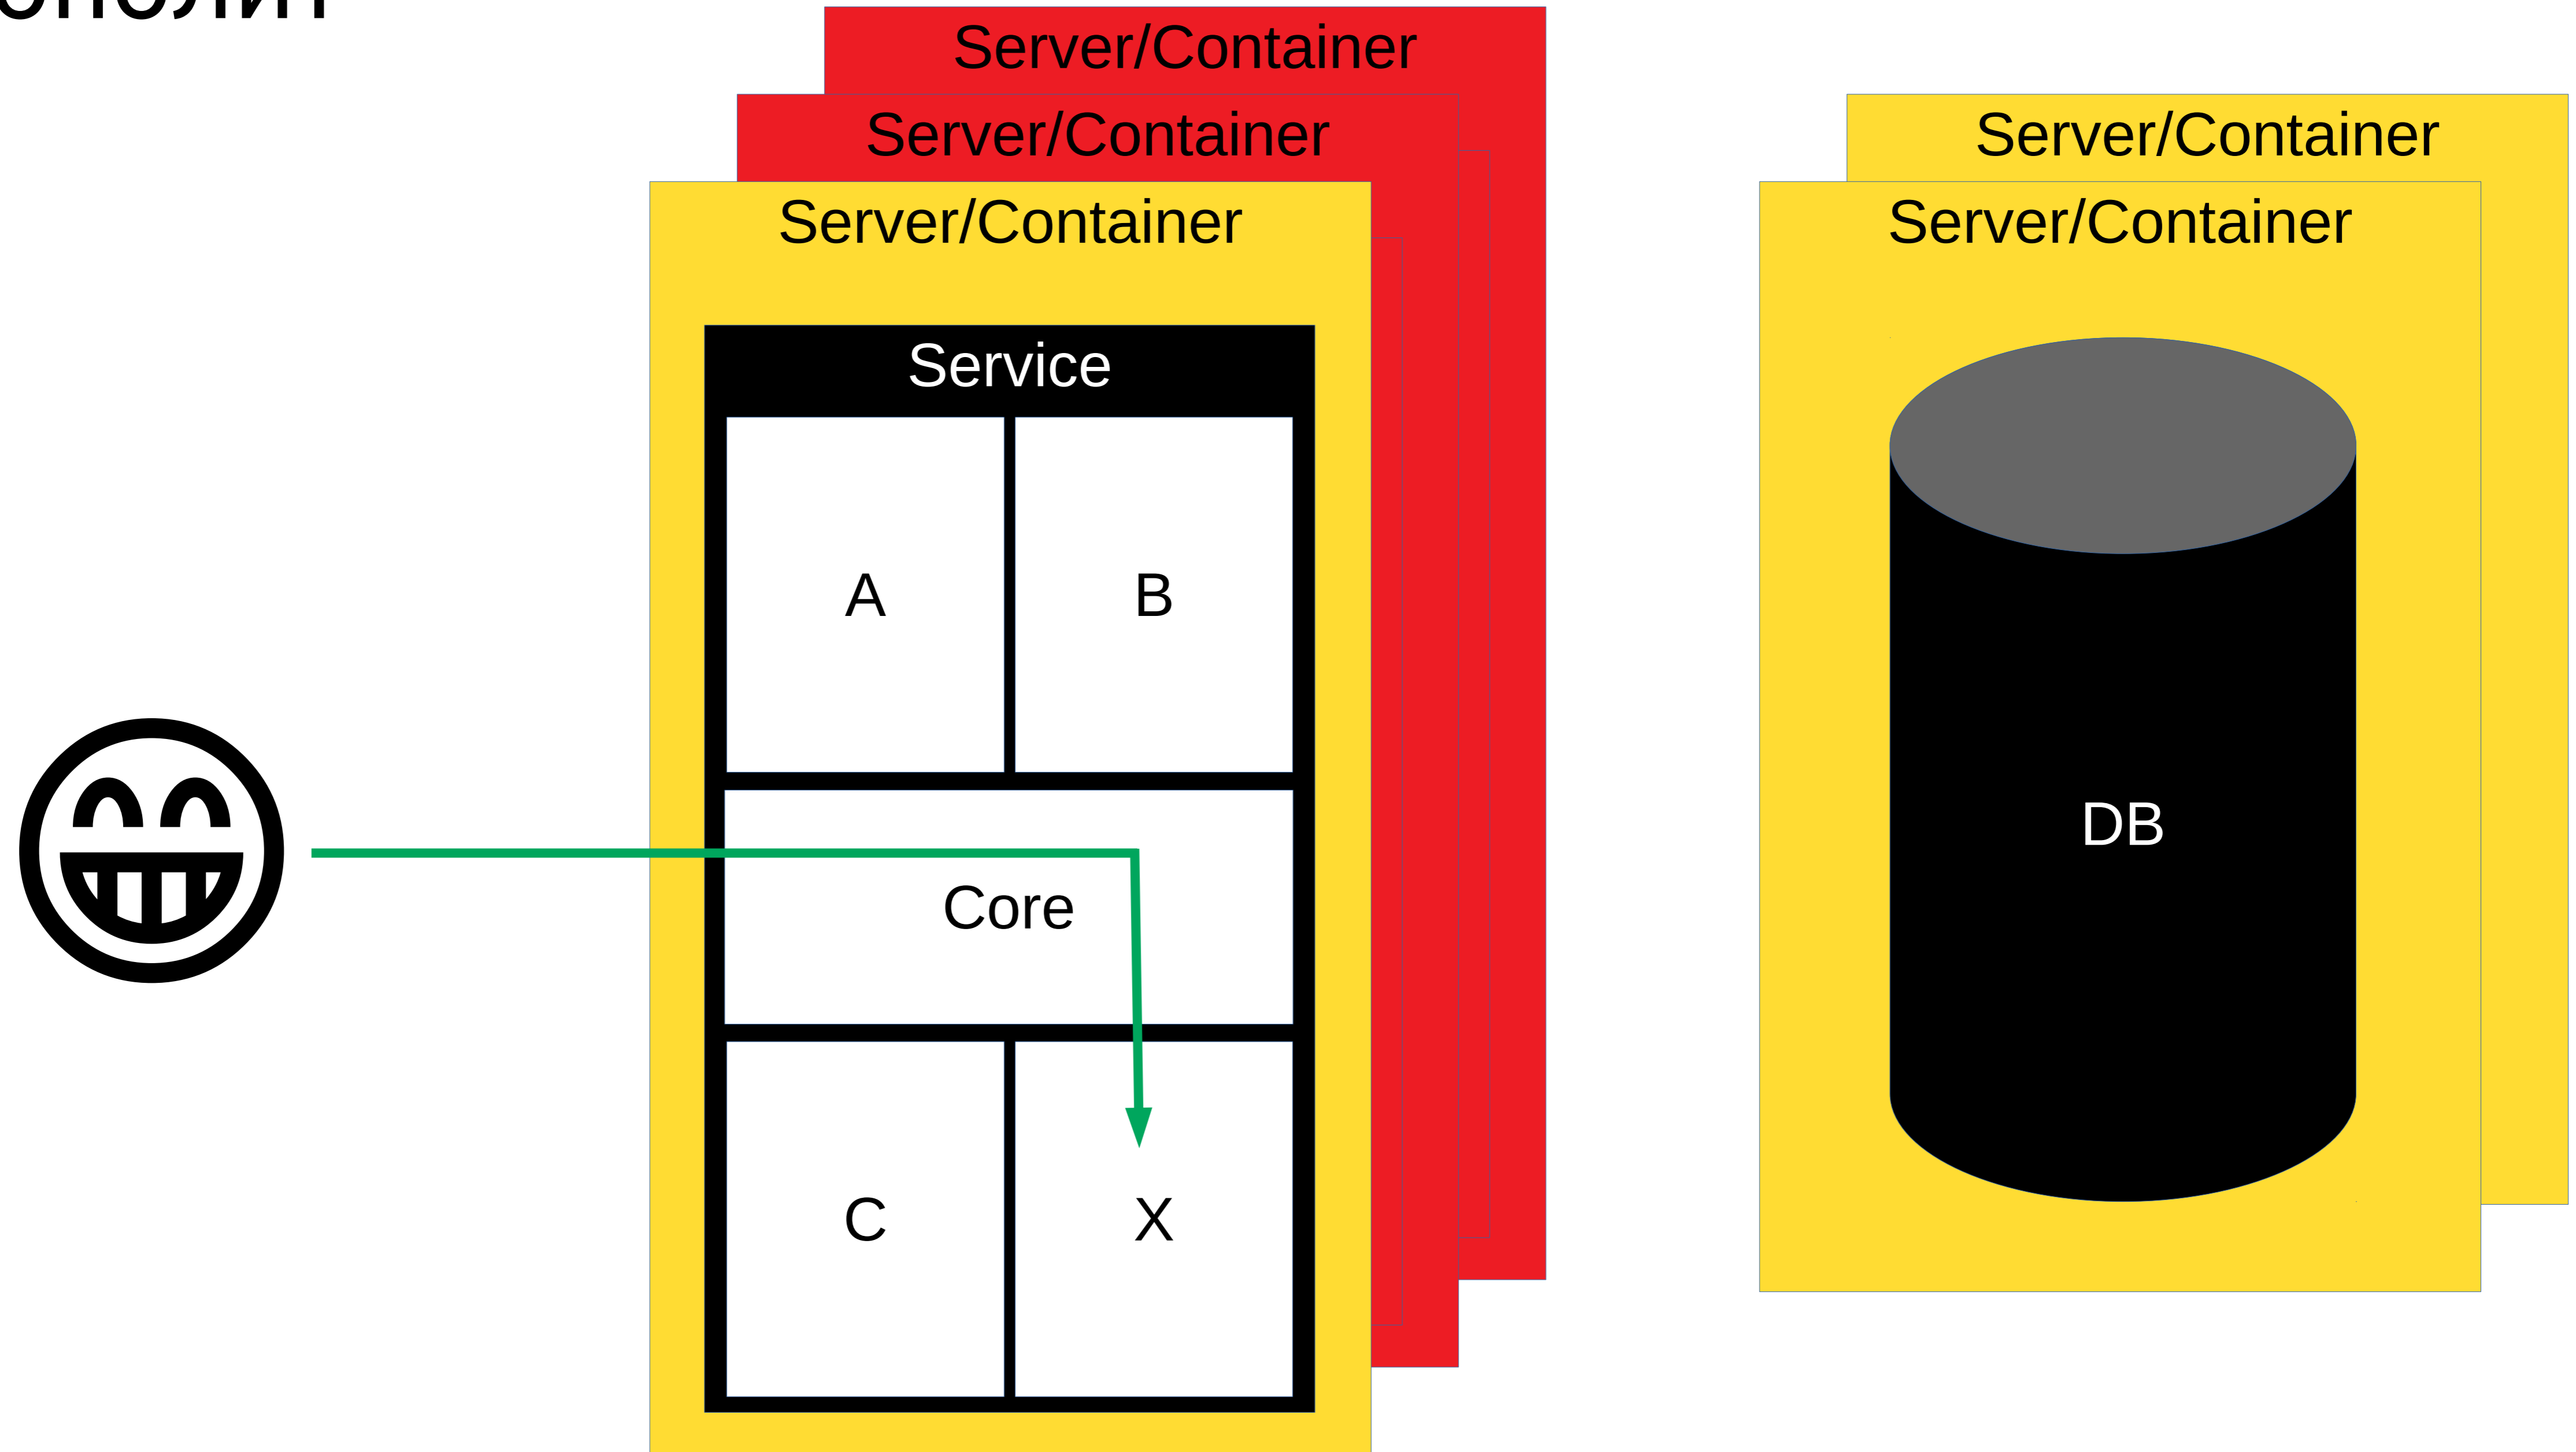 Server/Container
Server/Container
Server/Container
Service
A
B
Core
C
X
Server/Container
Server/Container
DB